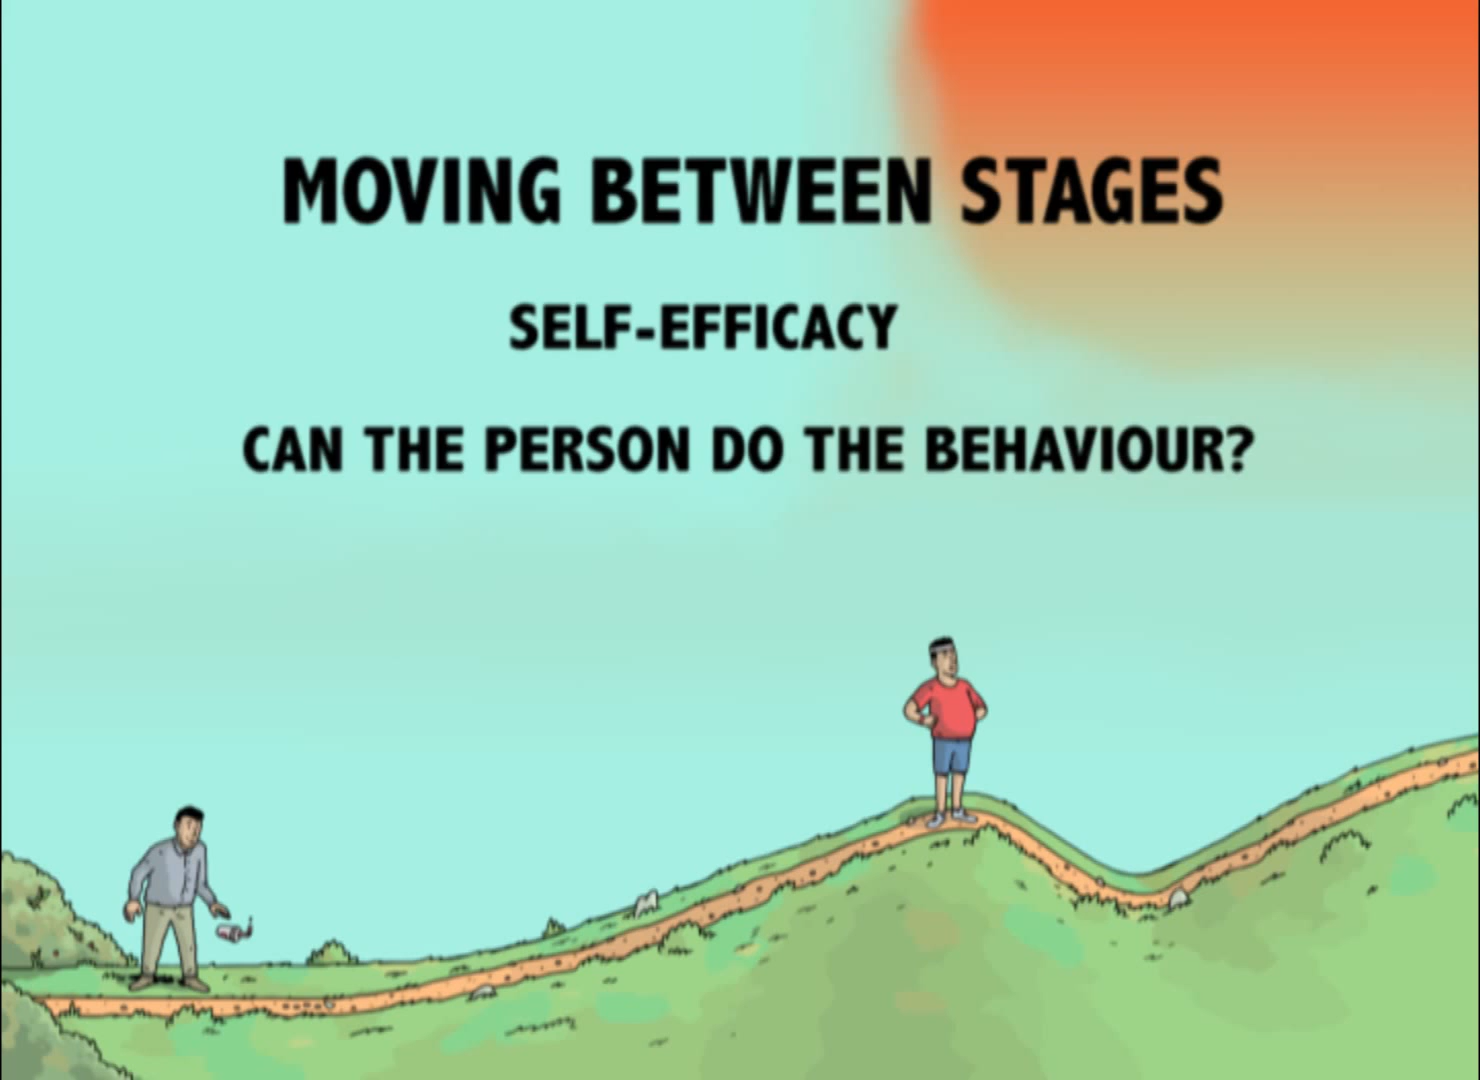 MOVING BETWEEN STAGES
SELF-EFFICACY
CAN THE PERSON DO THE BEHAVIOUR?